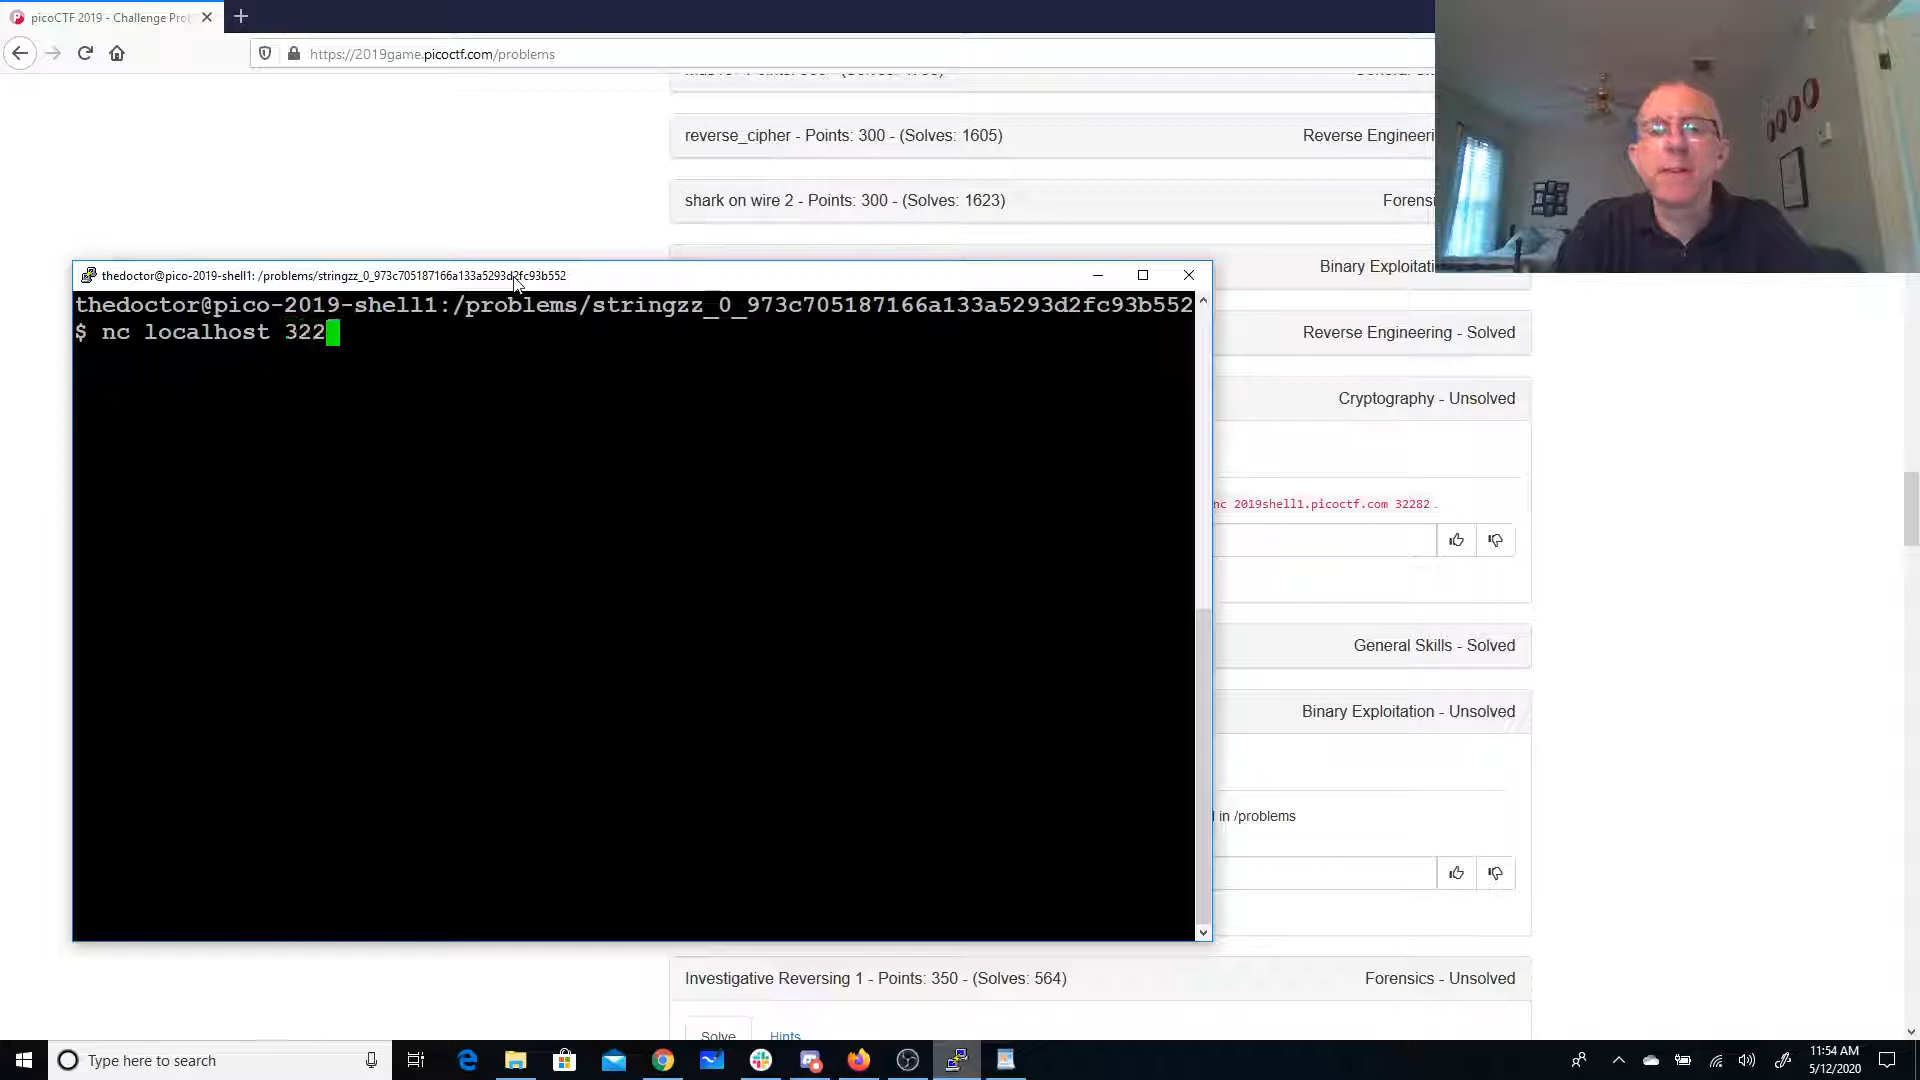 picoCTF 2019 - Challenge Pro
https://2019game.picoctf.com/problems
reverse_cipher - Points: 300 - (Solves: 1605)
Reverse Engineeri
shark on wire 2 - Points: 300 - (Solves: 1623)
Forens
Binary Exploitati
thedoctor@pico-2019-shell1: /problems/stringzz_0_973c705187166a133a5293d2fc93b552
thedoctor@pico-2019-shell1:/problems/stringzz_0_973c705187166a133a5293d2fc93b552
$ nc localhost 322
Reverse Engineering - Solved
Cryptography - Unsolved
nc 2019shell1.picoctf.com 32282.
General Skills - Solved
Binary Exploitation - Unsolved
in /problems
Investigative Reversing 1 - Points: 350 - (Solves: 564)
Forensics - Unsolved
Solve
Hints
Type here to search
11:54 AM
5/12/2020